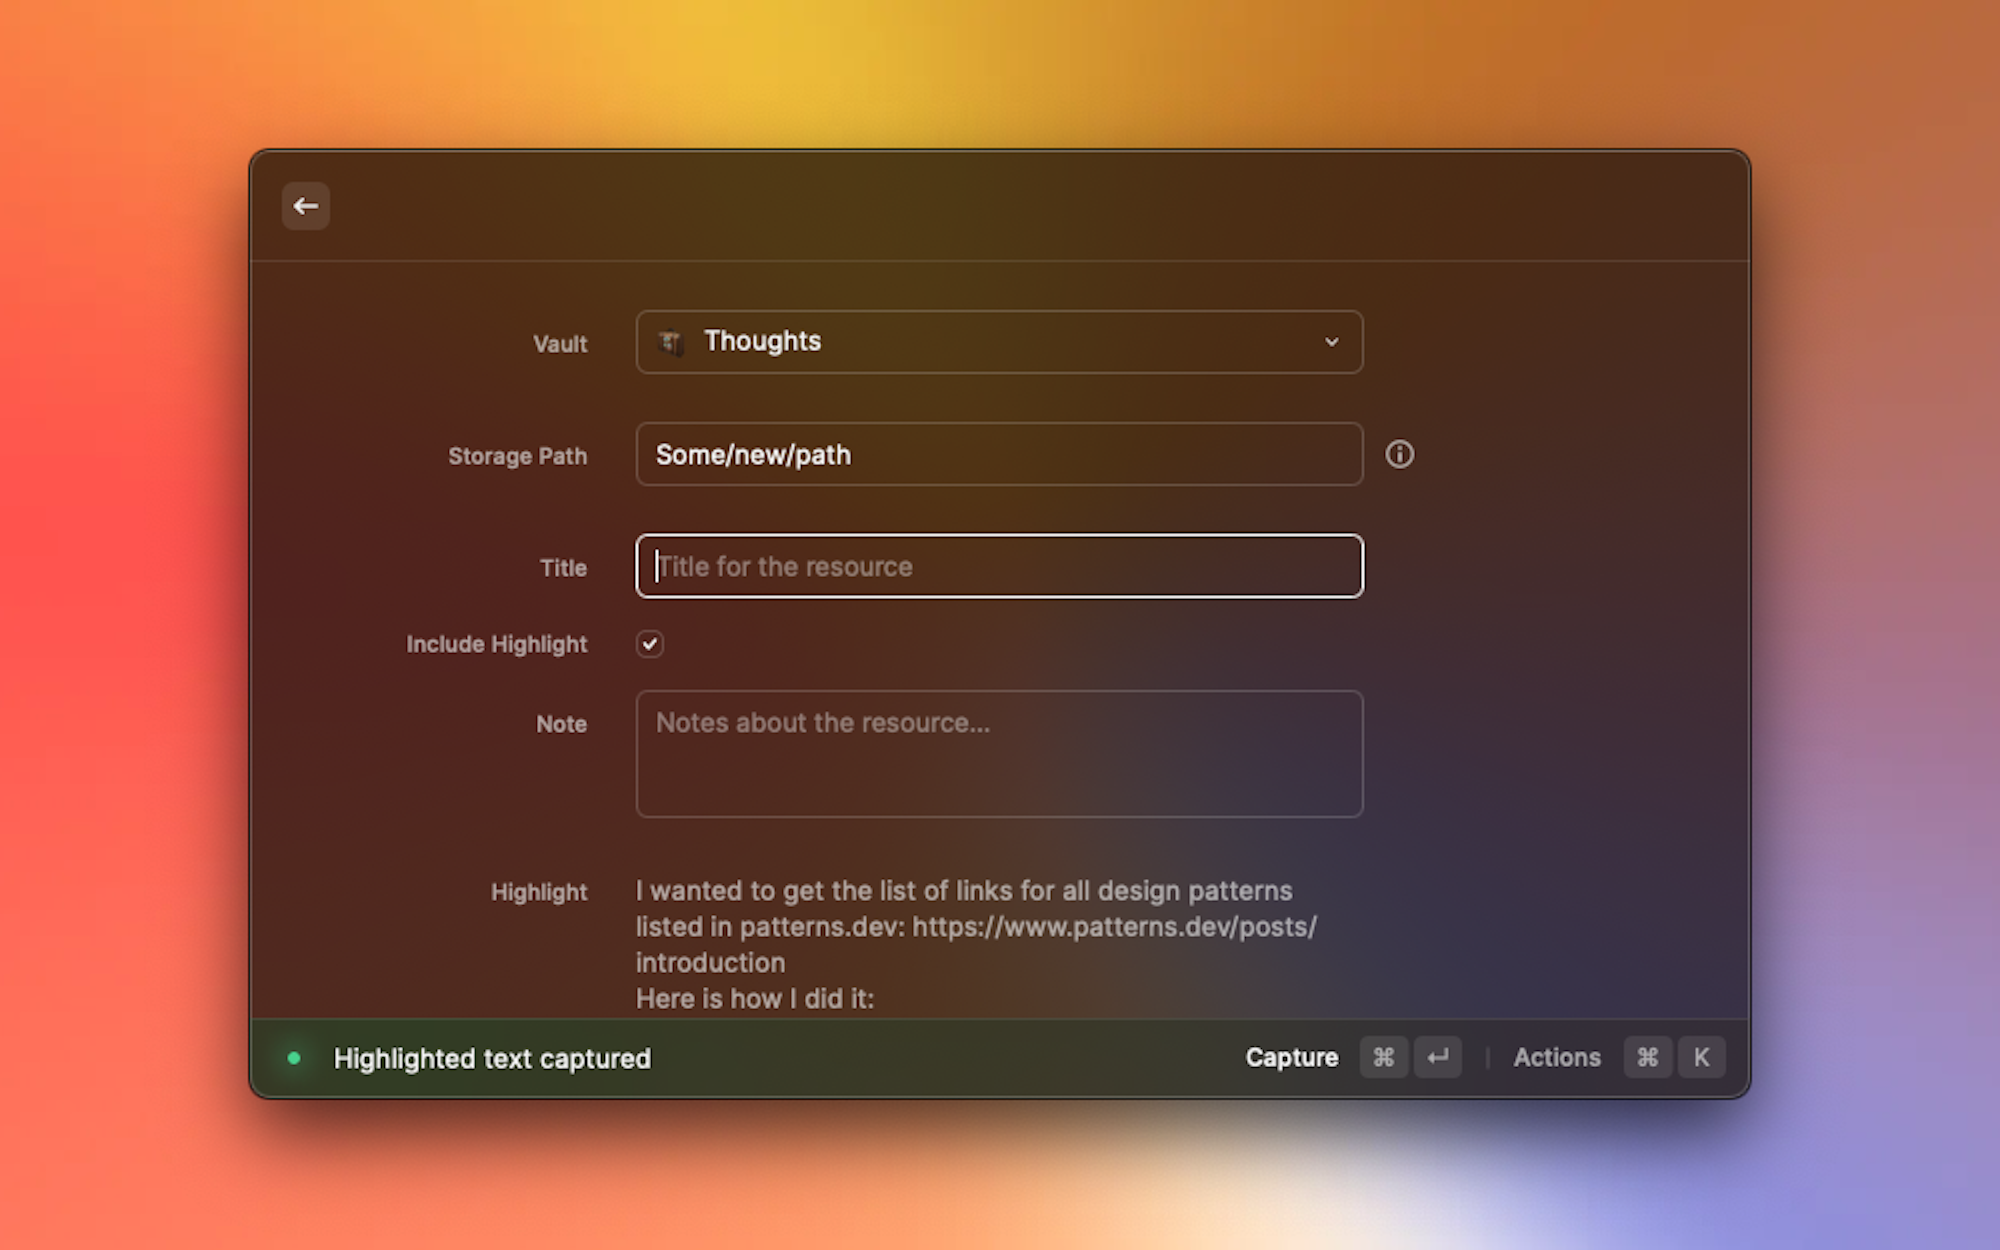 Vault
Thoughts
Storage Path
Some/new/path
Title
Title for the resource
Include Highlight
Note
Notes about the resource...
Highlight
I wanted to get the list of links for all design patterns
listed in patterns.dev: https://www.patterns.dev/posts/
introduction
Here is how I did it:
Highlighted text captured
Capture ⌘ ↵ | Actions ⌘ K